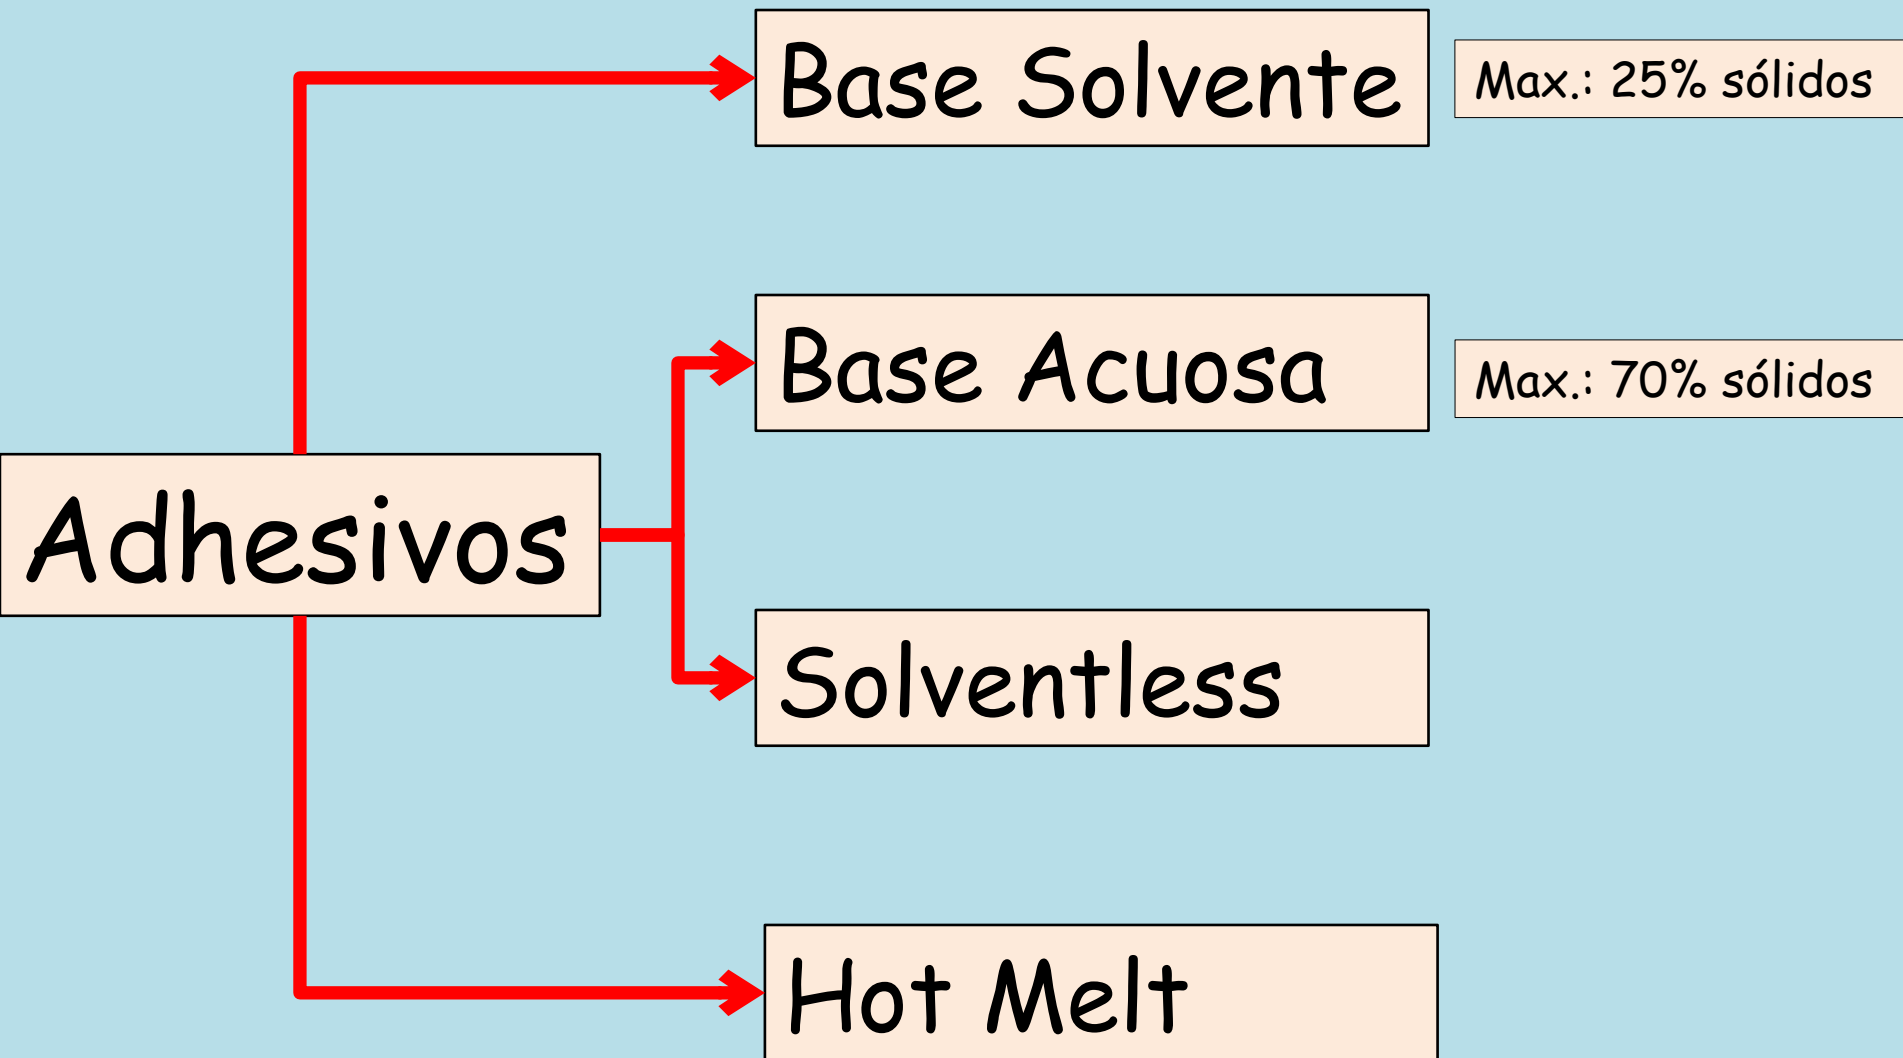 Base Solvente
Max.: 25% sólidos
Base Acuosa
Max.: 70% sólidos
Adhesivos
Solventless
Hot Melt